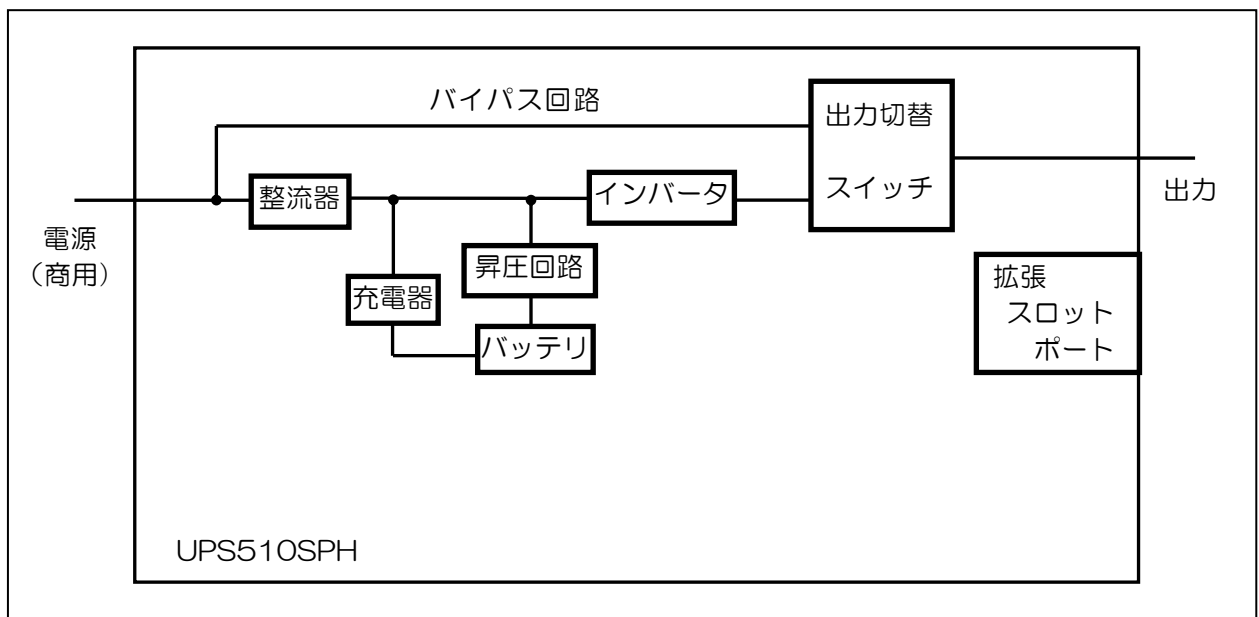 バイパス回路
出力切替
スイッチ
整流器
インバータ
出力
電源
(商用)
昇圧回路
充電器
バッテリ
拡張
スロット
ポート
UPS510SPH